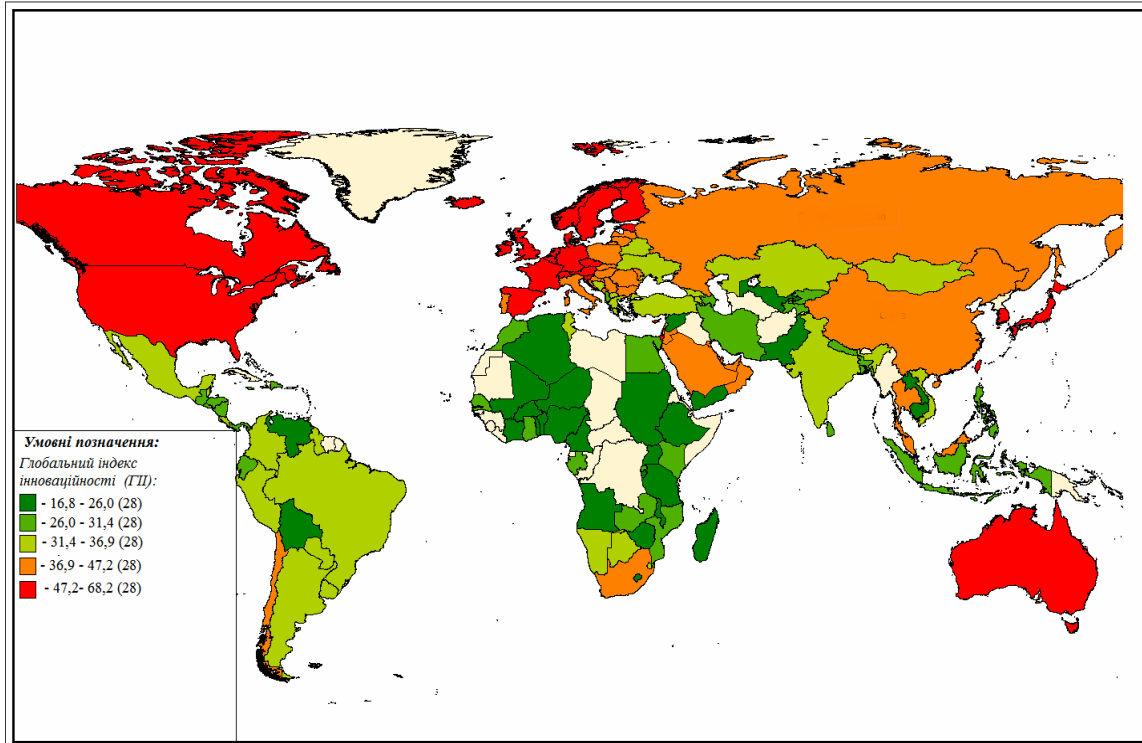 Умовні позначення:
Глобальний індекс
інноваційності (ГІІ):
- 16,8 - 26,0 (28)
- 26,0 - 31,4 (28)
- 31,4 - 36,9 (28)
- 36,9 - 47,2 (28)
- 47,2- 68,2 (28)